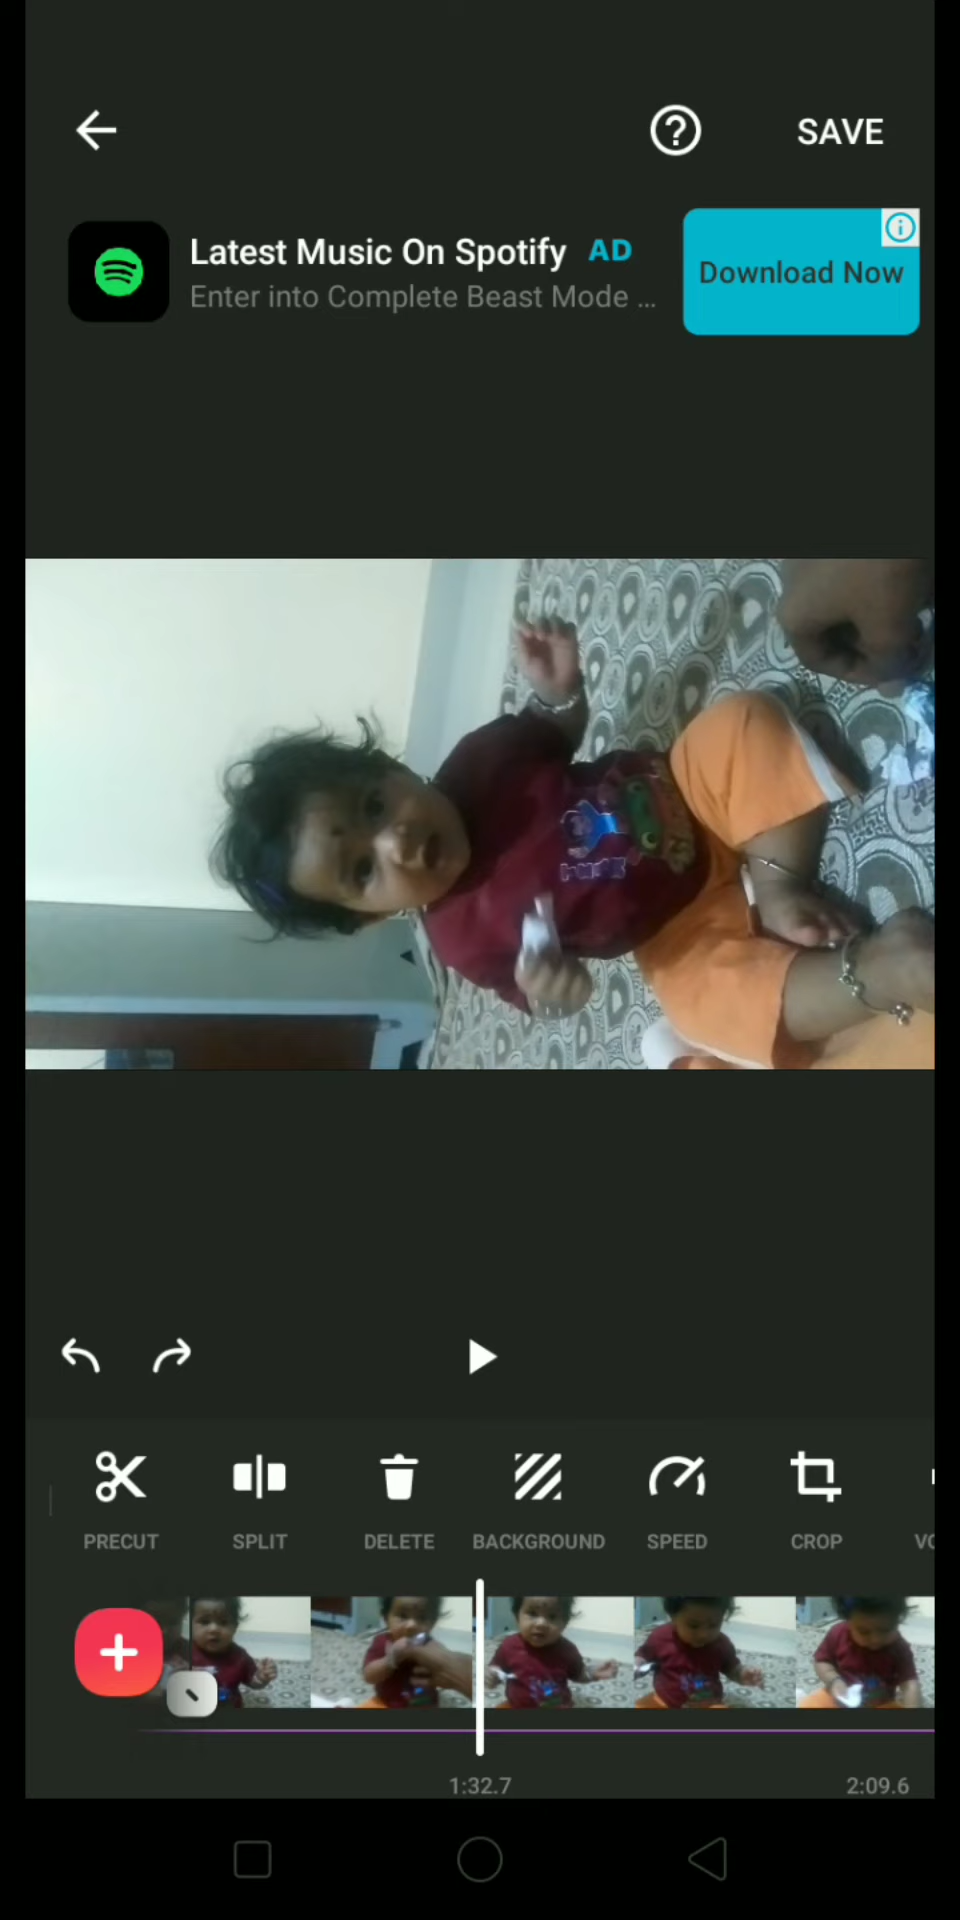 SAVE
Latest Music On Spotify AD
Enter into Complete Beast Mode ...
Download Now
PRECUT
SPLIT
DELETE
BACKGROUND
SPEED
CROP
VO
1:32.7
2:09.6